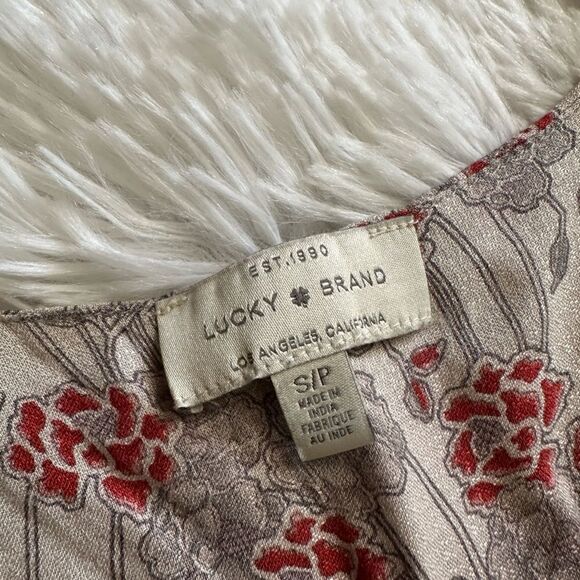 EST. 1990
LUCKY BRAND
LOS ANGELES, CALIFORNIA
S/P
MADE IN
INDIA
FABRIQUE
AU INDE